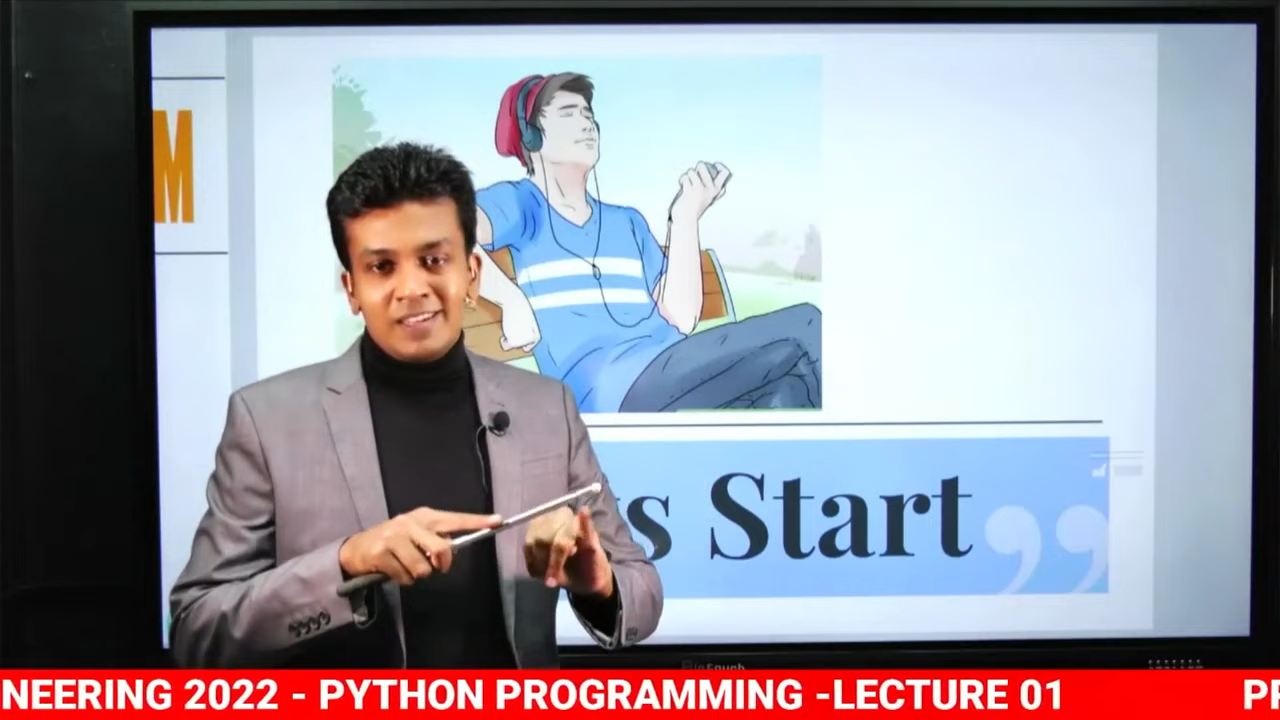 M
s Start
”
NEERING 2022 - PYTHON PROGRAMMING -LECTURE 01 PR